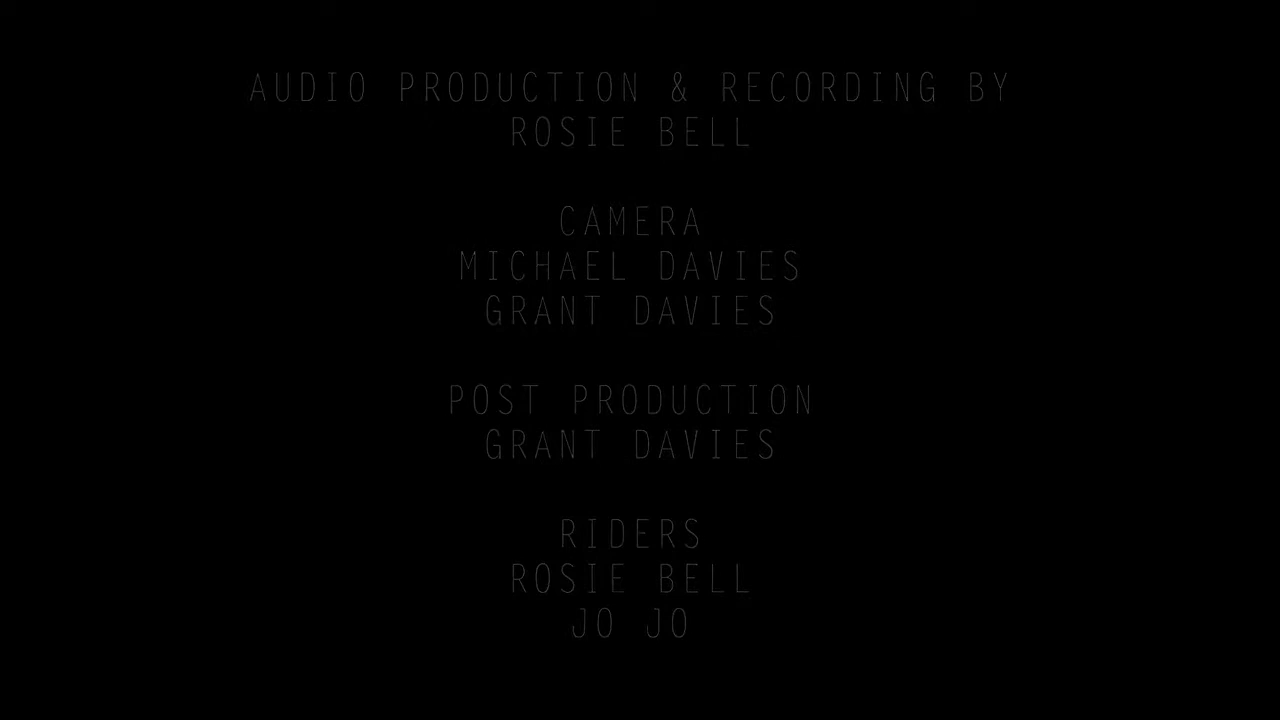 AUDIO PRODUCTION & RECORDING BY
ROSIE BELL
CAMERA
MICHAEL DAVIES
GRANT DAVIES
POST PRODUCTION
GRANT DAVIES
RIDERS
ROSIE BELL
JO JO